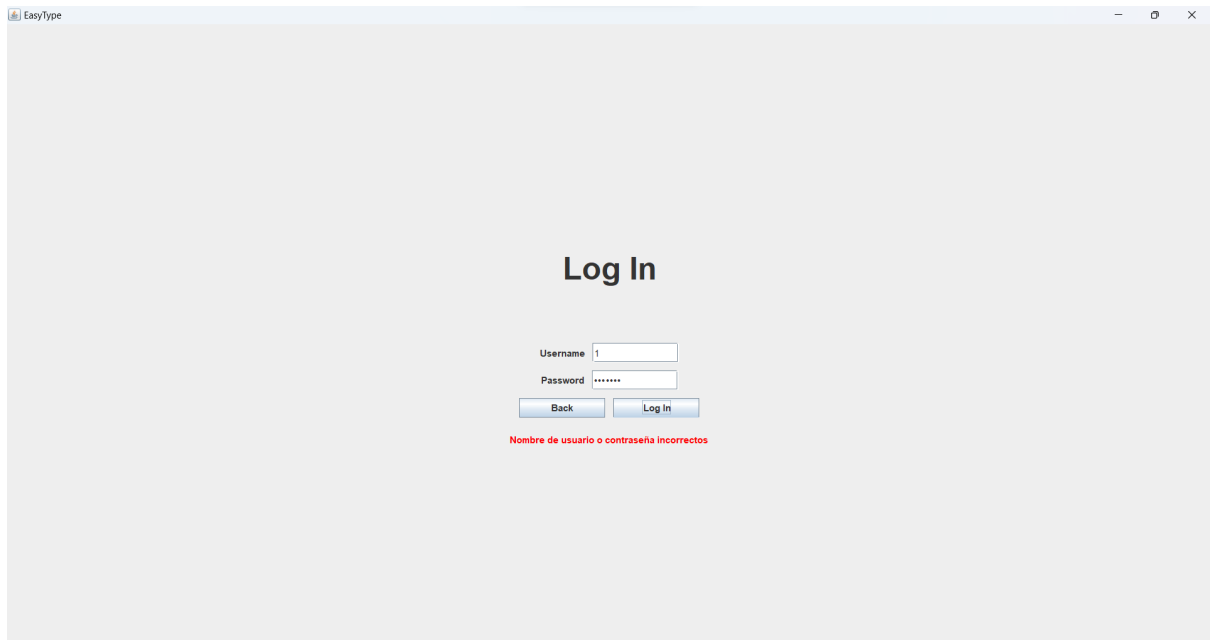 EasyType
Log In
Username 1
Password •••••••
Back Log In
Nombre de usuario o contraseña incorrectos